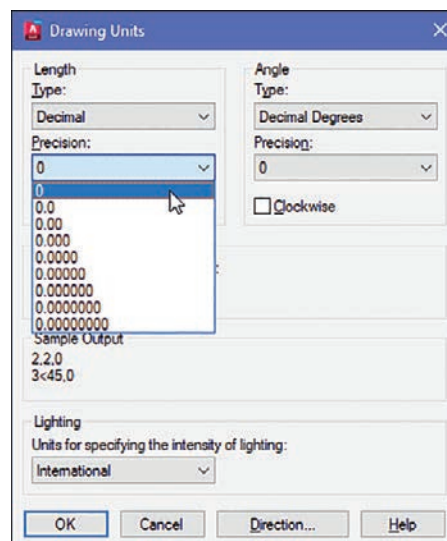 Drawing Units
Length
Type:
Decimal
Precision:
0
0
0.0
0.00
0.000
0.0000
0.00000
0.000000
0.0000000
0.00000000
Angle
Type:
Decimal Degrees
Precision:
0
Clockwise
:
Sample Output
2,2,0
3<45,0
Lighting
Units for specifying the intensity of lighting:
International
OK Cancel Direction... Help